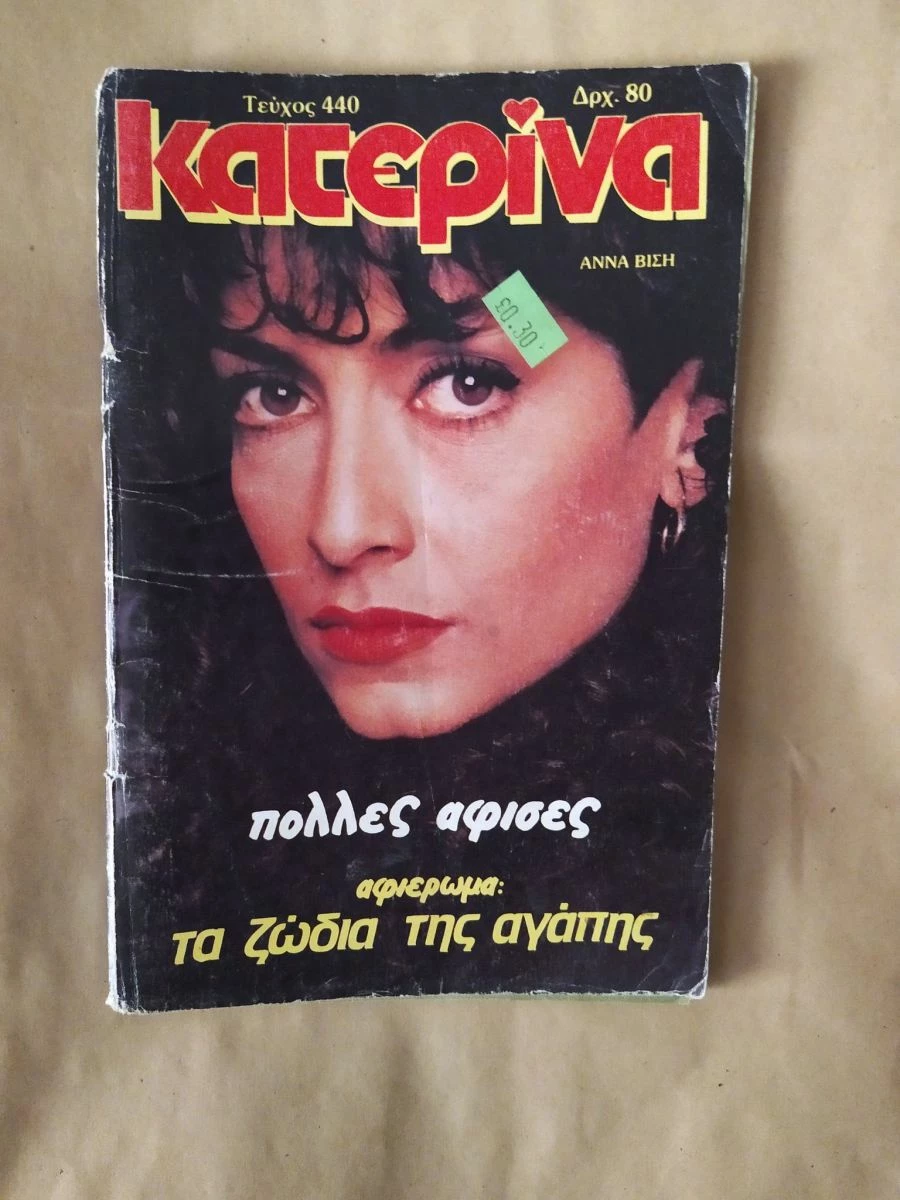 Τεύχος 440
Δρχ. 80
κατερίνα
ΑΝΝΑ ΒΙΣΗ
£0.30
πολλες αφισες
αφιερωμα:
τα ζώδια της αγάπης